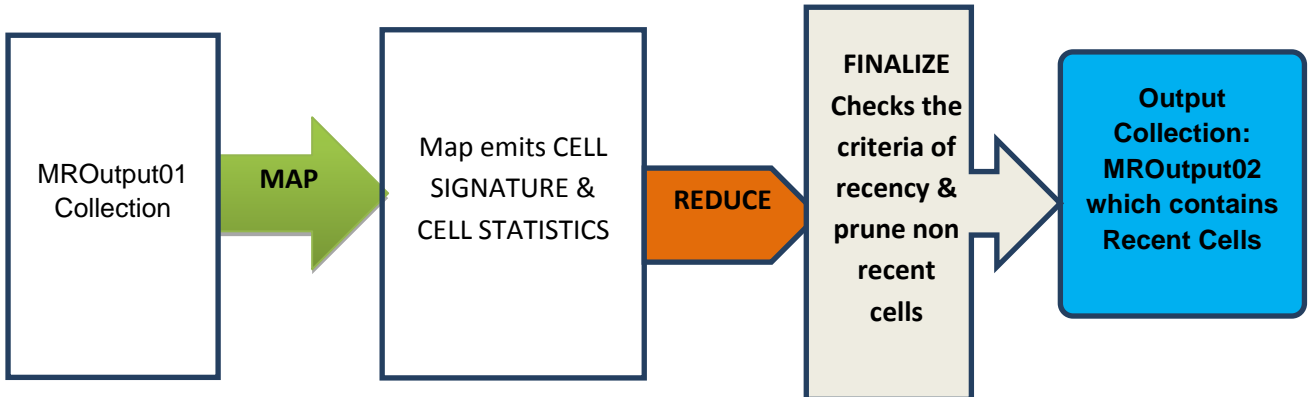 MROutput01
Collection
MAP
Map emits CELL
SIGNATURE &
CELL STATISTICS
REDUCE
FINALIZE
Checks the
criteria of
recency &
prune non
recent
cells
Output
Collection:
MROutput02
which contains
Recent Cells